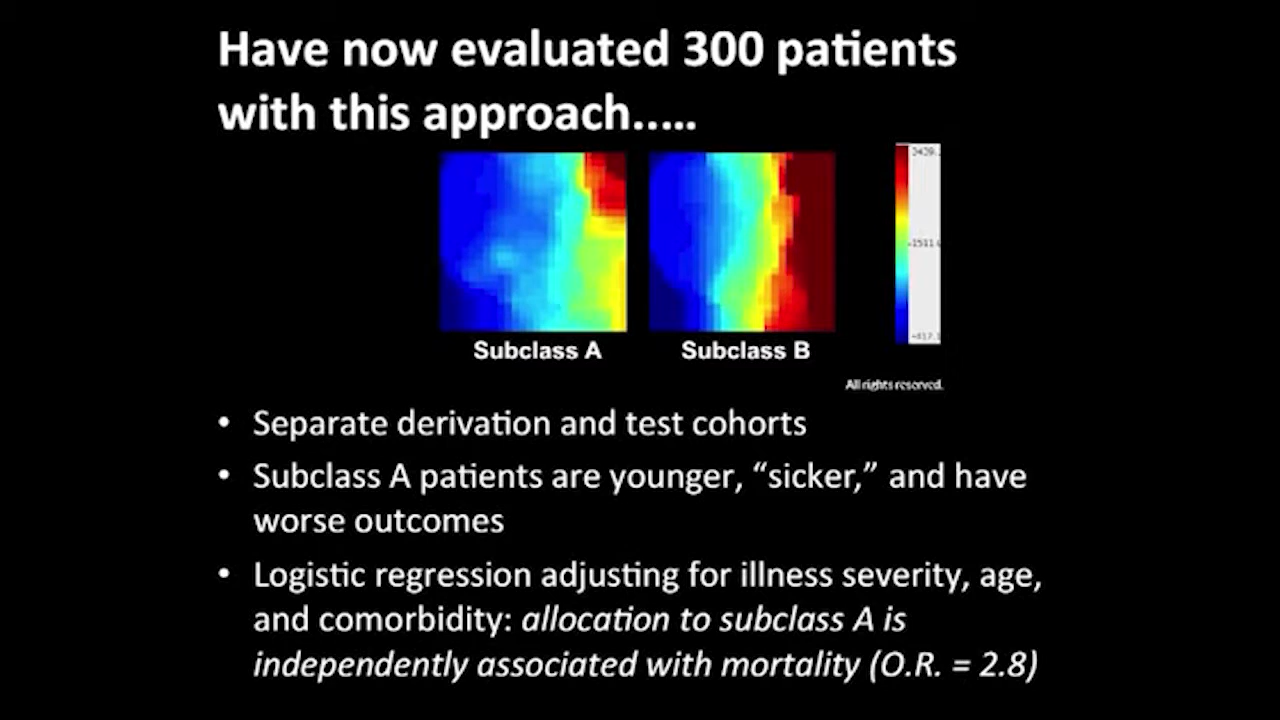 Have now evaluated 300 patients
with this approach.....
Subclass A
Subclass B
All rights reserved.
• Separate derivation and test cohorts
• Subclass A patients are younger, “sicker,” and have
worse outcomes
• Logistic regression adjusting for illness severity, age,
and comorbidity: allocation to subclass A is
independently associated with mortality (O.R. = 2.8)